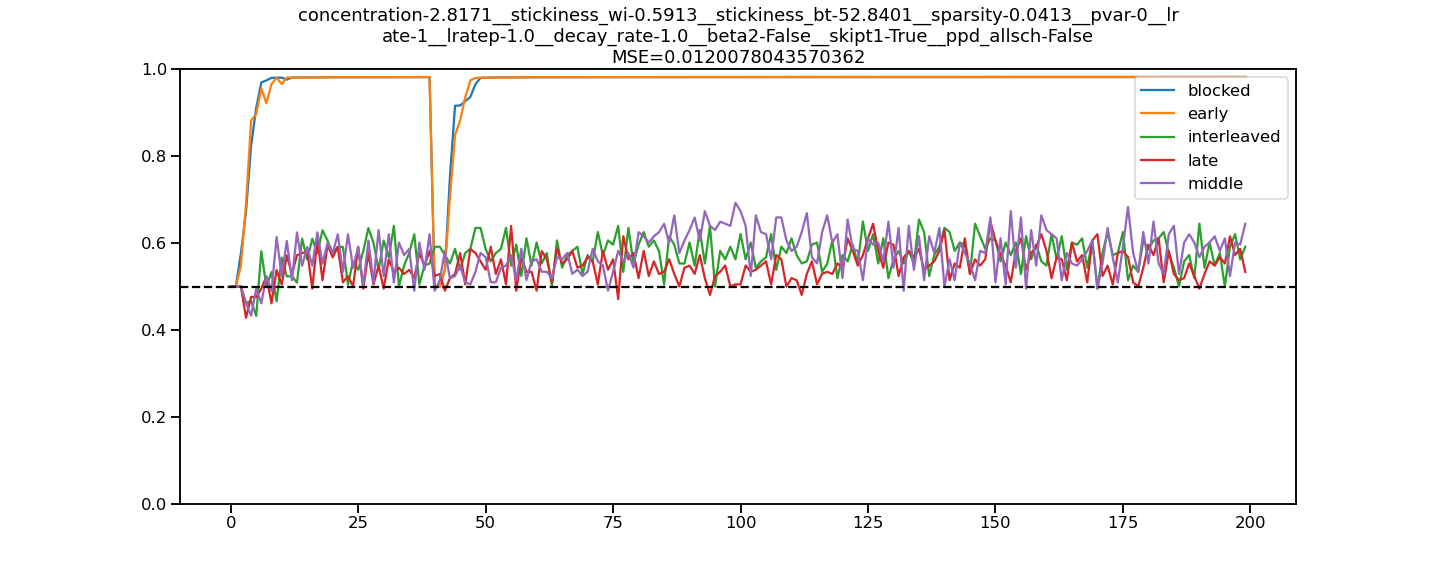 concentration-2.8171__stickiness_wi-0.5913__stickiness_bt-52.8401__sparsity-0.0413__pvar-0__lr
ate-1__lratep-1.0__decay_rate-1.0__beta2-False__skipt1-True__ppd_allsch-False
MSE=0.0120078043570362
1.0
0.8
0.6
0.4
0.2
0.0
blocked
early
interleaved
late
middle
0 25 50 75 100 125 150 175 200